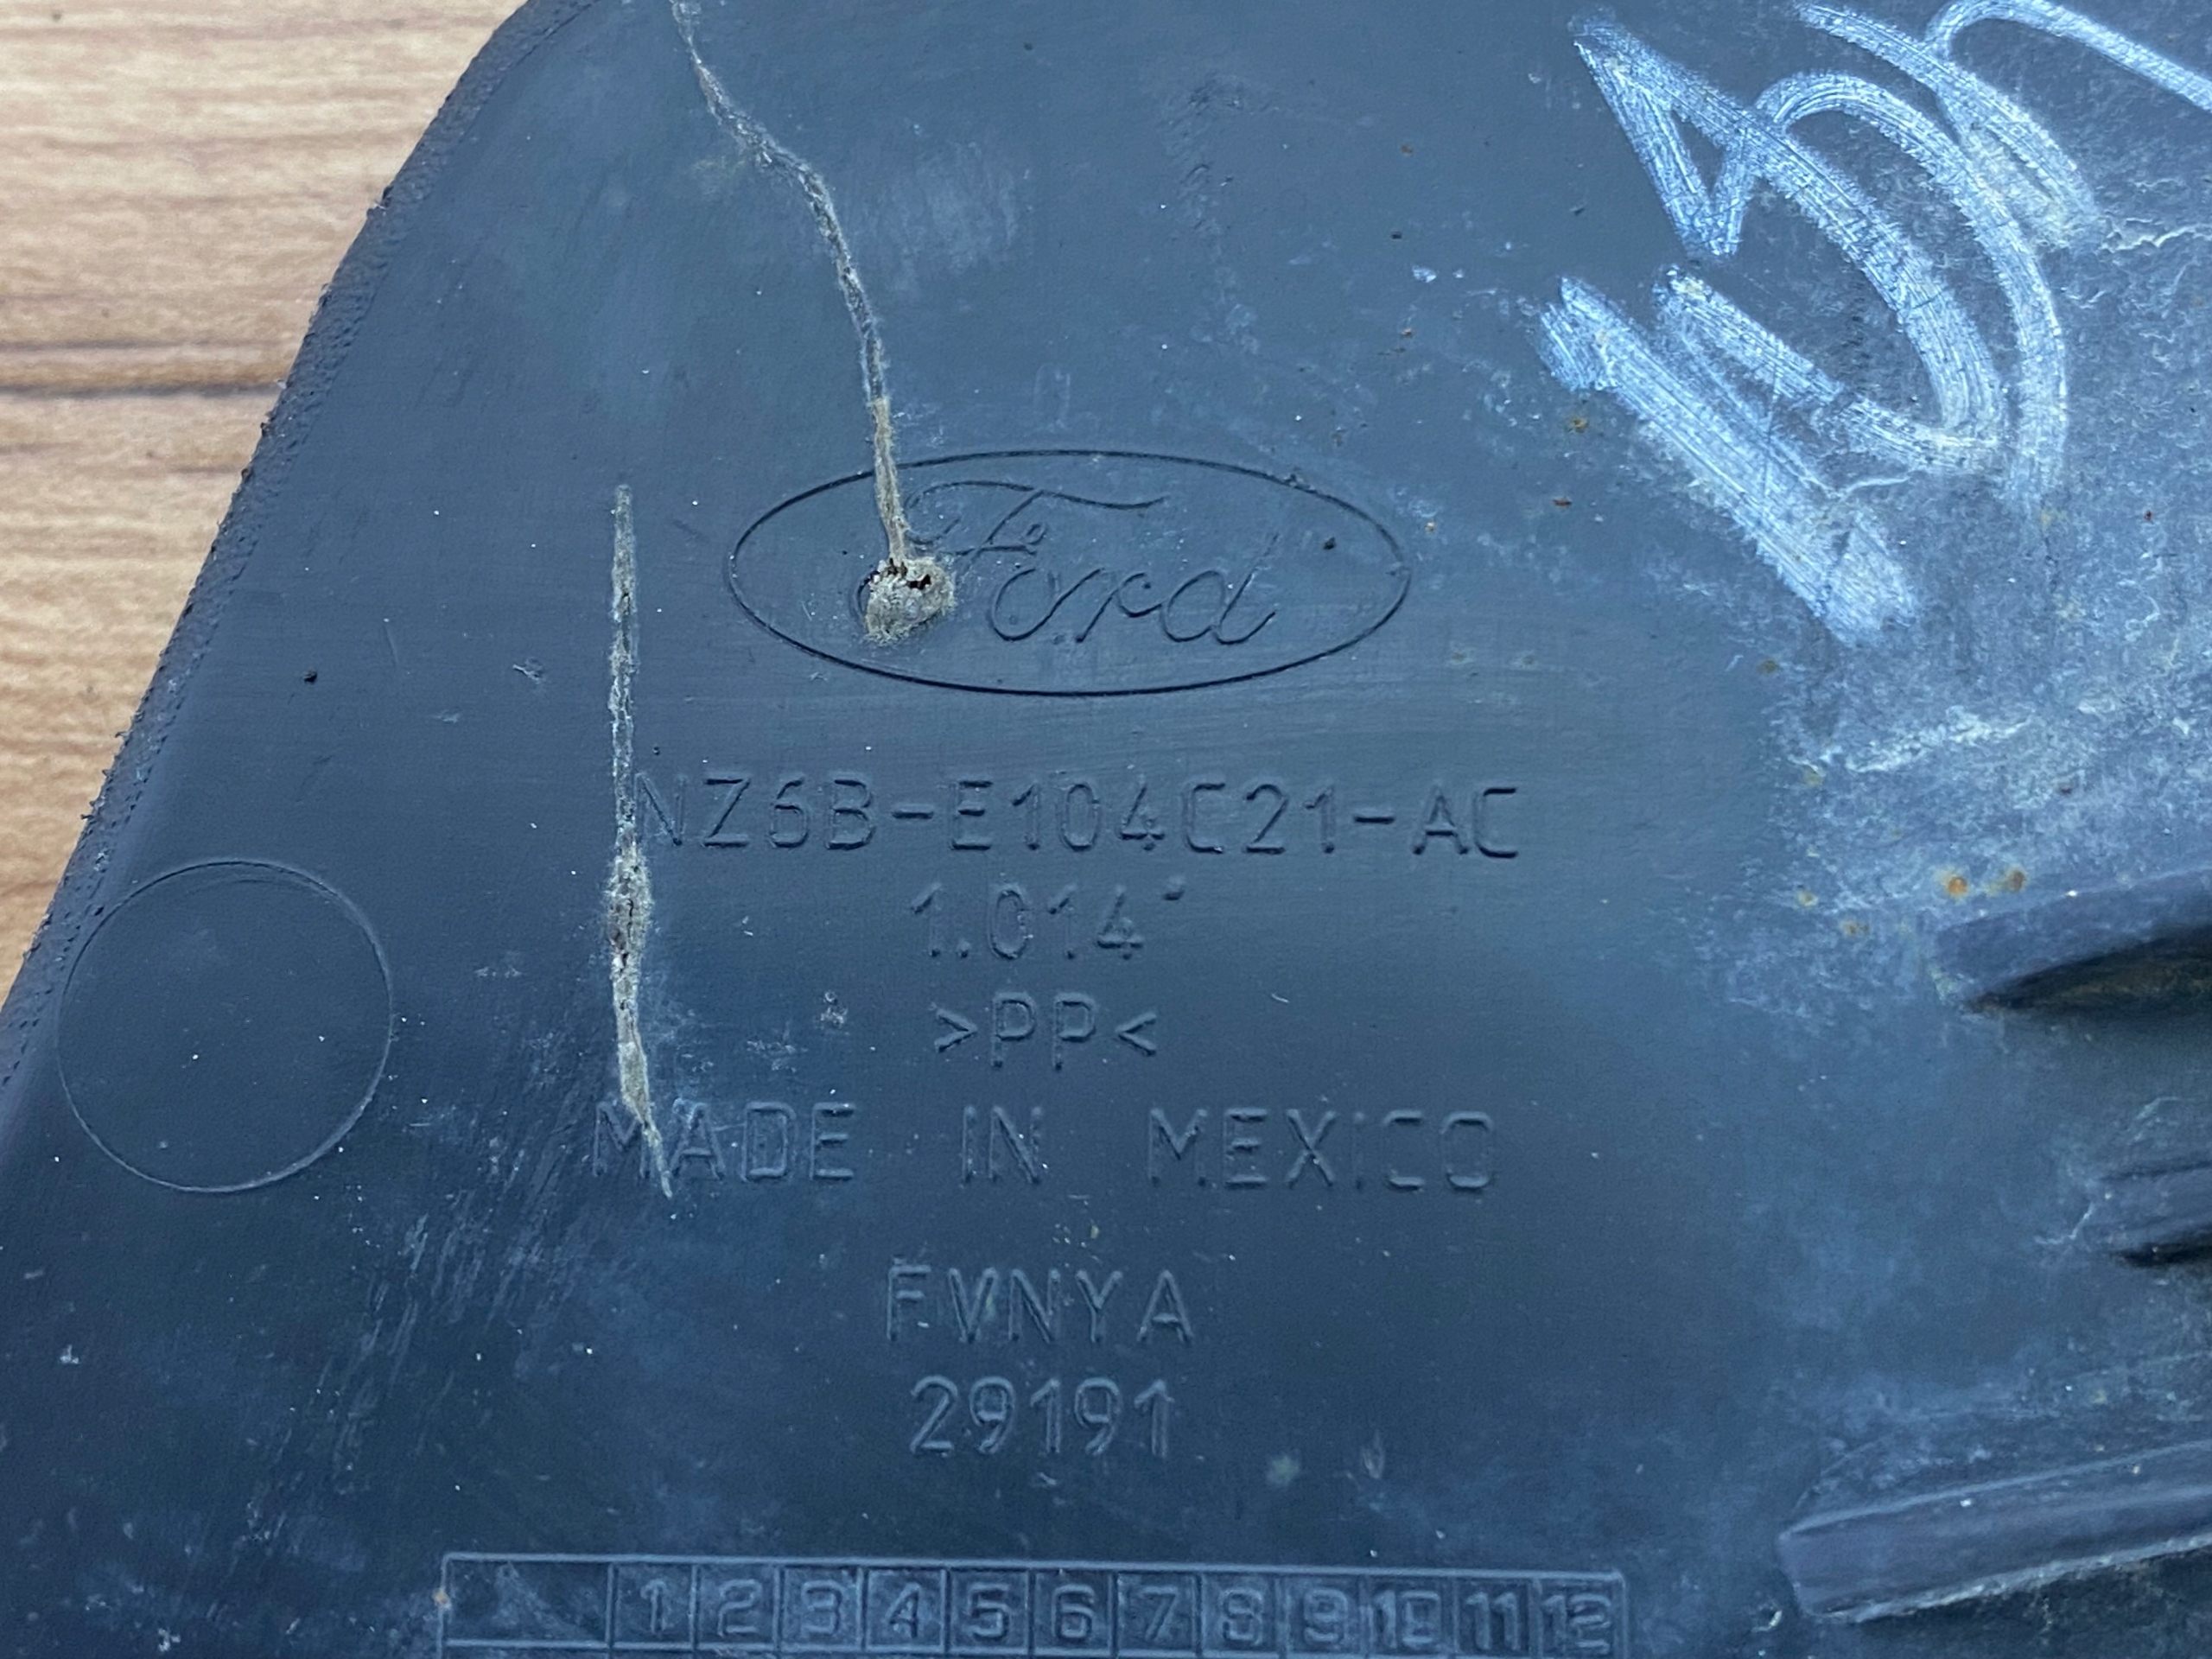 Ford
NZ6B-E104C21-AC
1.014
>PP<
MADE IN MEXICO
FVNYA
29191
1 2 3 4 5 6 7 8 9 10 11 12